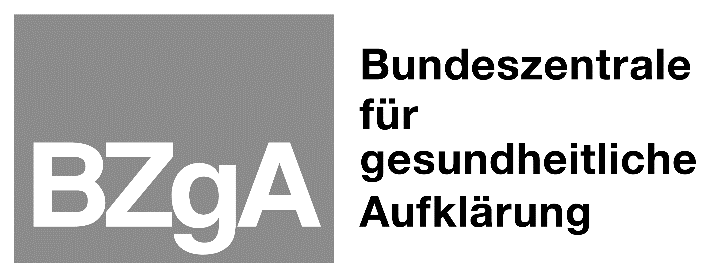 BZgA
Bundeszentrale
für
gesundheitliche
Aufklärung